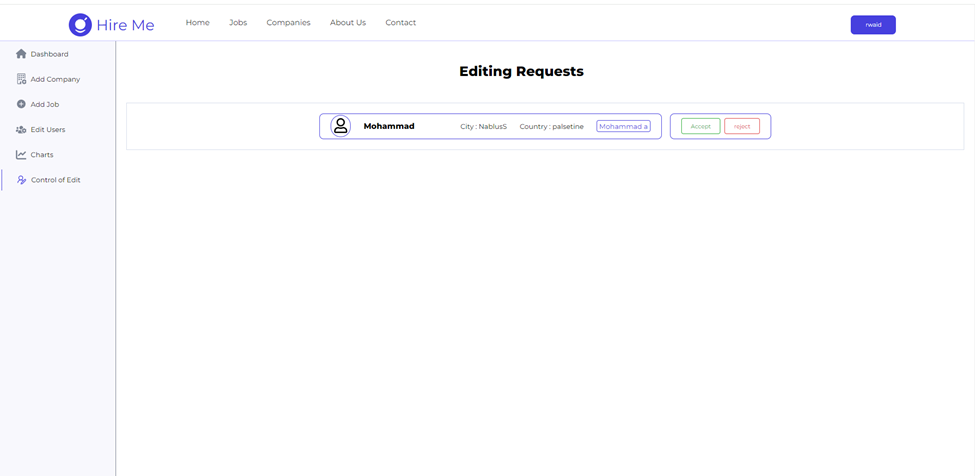 Hire Me
Home Jobs Companies About Us Contact
rwaid
Dashboard
Add Company
Add Job
Edit Users
Charts
Control of Edit
Editing Requests
Mohammad City : NablusS Country : palsetine Mohammad a Accept reject